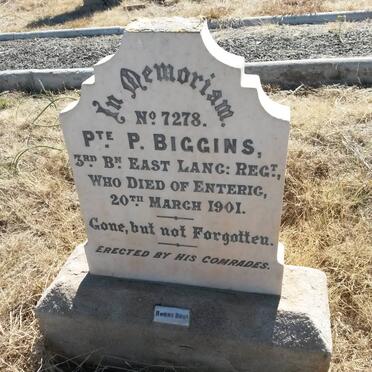 In Memoriam.
No 7278.
Pte P. BIGGINS,
3RD Bn EAST LANC: REGT,
WHO DIED OF ENTERIC,
20TH MARCH 1901.
Gone, but not Forgotten.
ERECTED BY HIS COMRADES.